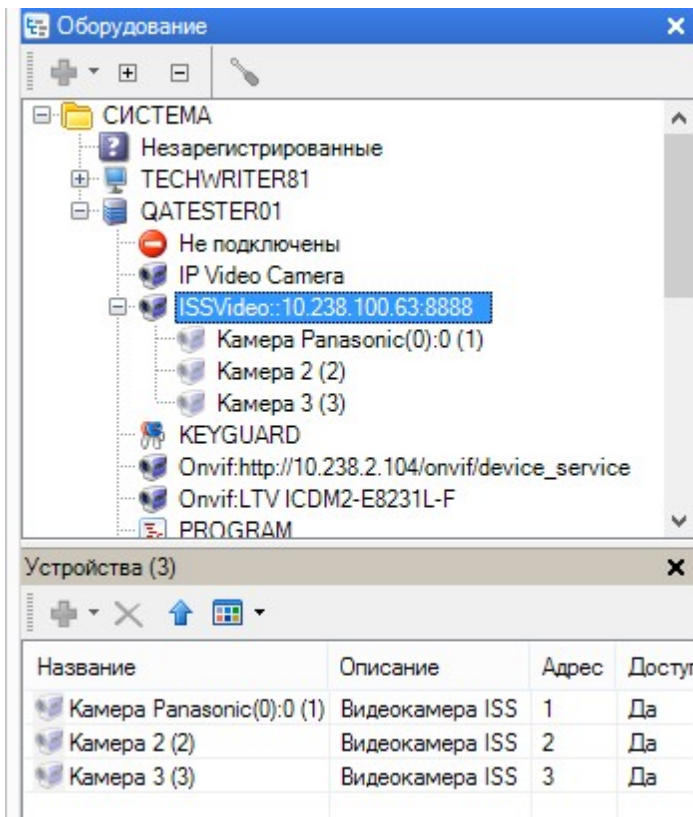 Оборудование
СИСТЕМА
Незарегистрированные
TECHWRITER81
QATESTER01
Не подключены
IP Video Camera
ISSVideo::10.238.100.63:8888
Камера Panasonic(0):0 (1)
Камера 2 (2)
Камера 3 (3)
KEYGUARD
Onvif:http://10.238.2.104/onvif/device_service
Onvif:LTV ICDM2-E8231L-F
PROGRAM
Устройства (3)
Название Описание Адрес Доступ
Камера Panasonic(0):0 (1) Видеокамера ISS 1 Да
Камера 2 (2) Видеокамера ISS 2 Да
Камера 3 (3) Видеокамера ISS 3 Да